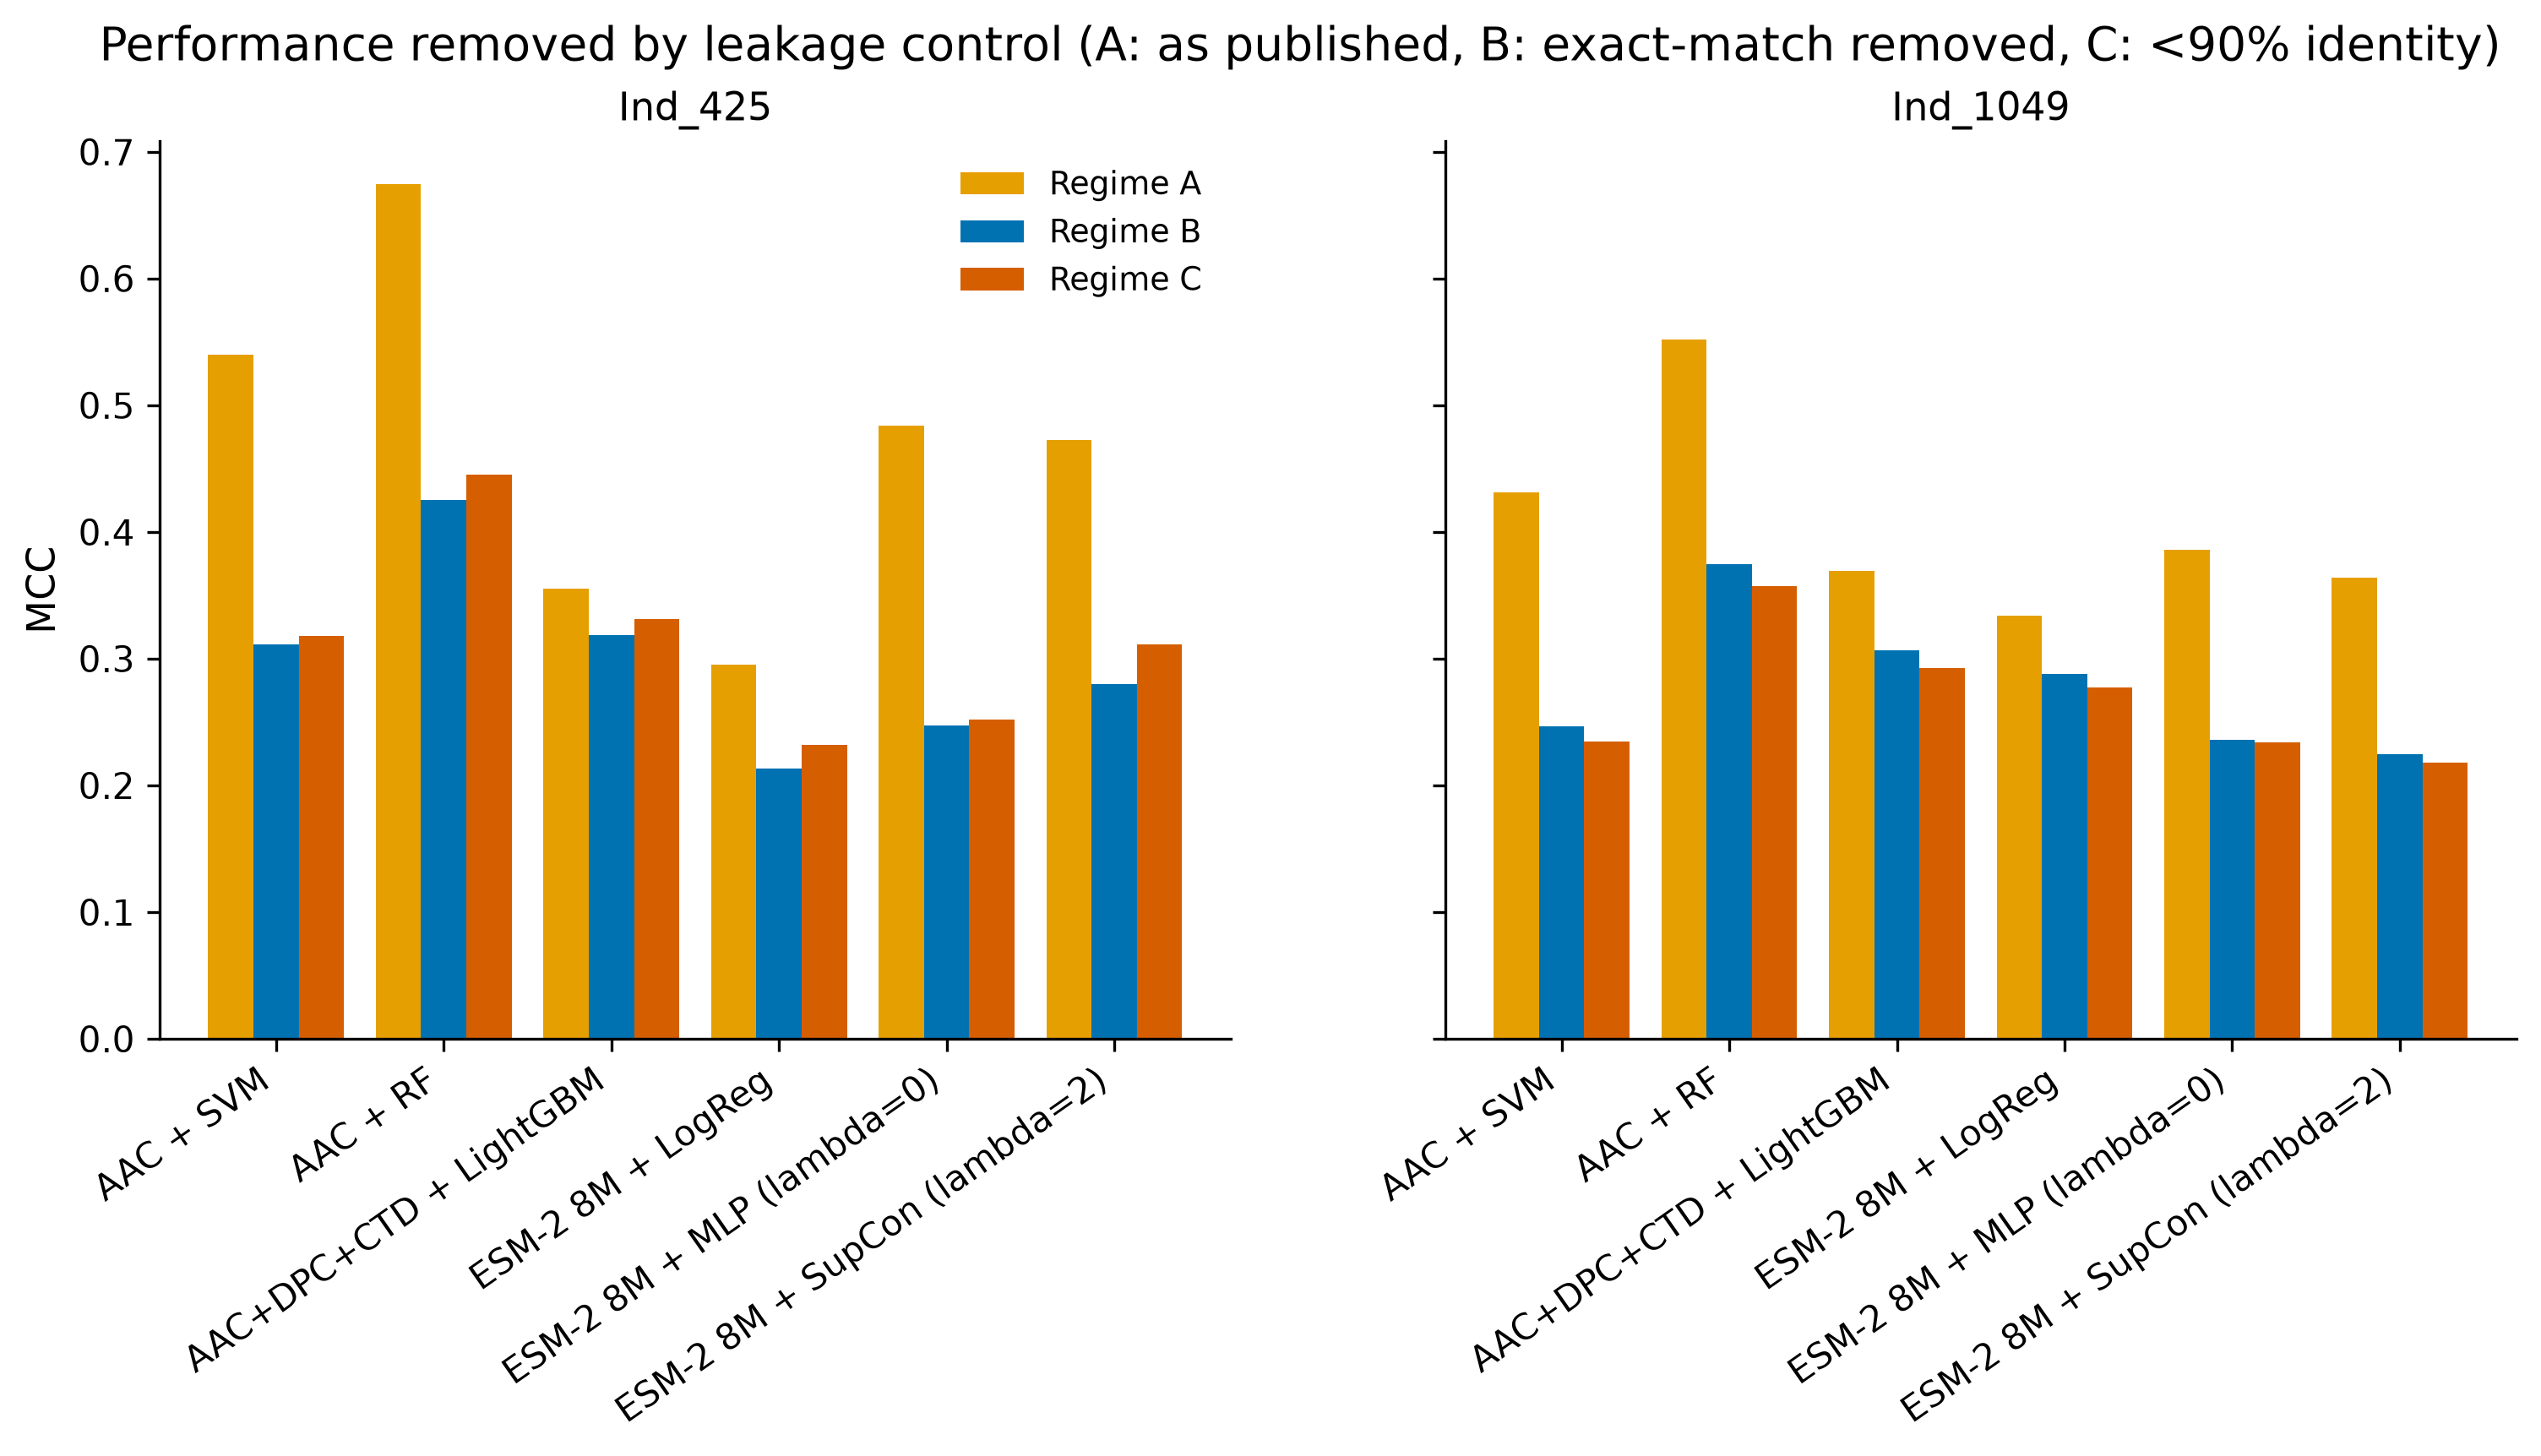 Performance removed by leakage control (A: as published, B: exact-match removed, C: <90% identity)
Ind_425
Ind_1049
MCC
0.7
0.6
0.5
0.4
0.3
0.2
0.1
0.0
Regime A
Regime B
Regime C
AAC + SVM
AAC + RF
AAC+DPC+CTD + LightGBM
ESM-2 8M + LogReg
ESM-2 8M + MLP (lambda=0)
ESM-2 8M + SupCon (lambda=2)
AAC + SVM
AAC + RF
AAC+DPC+CTD + LightGBM
ESM-2 8M + LogReg
ESM-2 8M + MLP (lambda=0)
ESM-2 8M + SupCon (lambda=2)